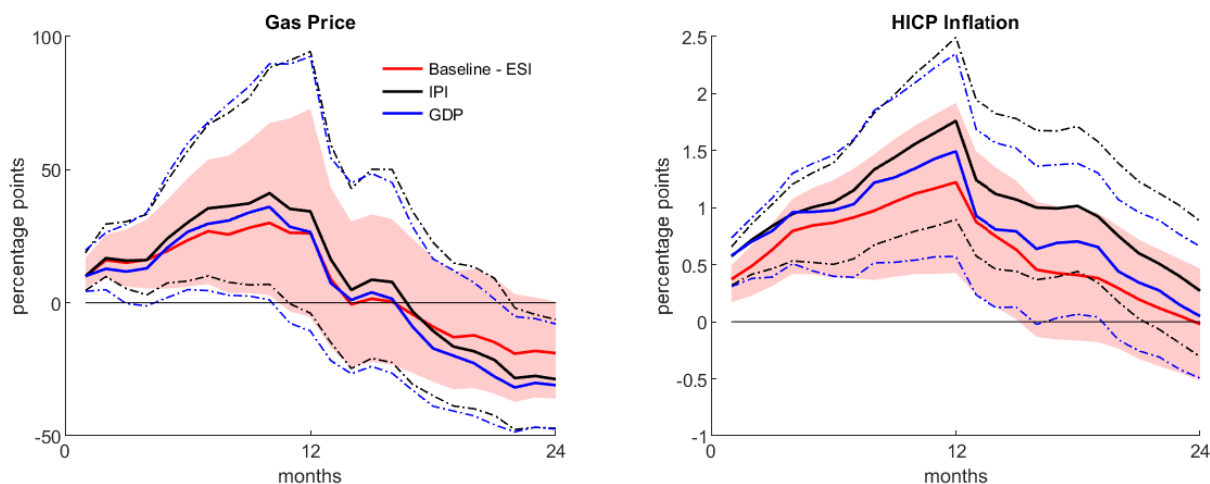 Gas Price
percentage points
100
50
0
-50
0
12
24
months
Baseline - ESI
IPI
GDP
HICP Inflation
percentage points
2.5
2
1.5
1
0.5
0
-0.5
-1
0
12
24
months